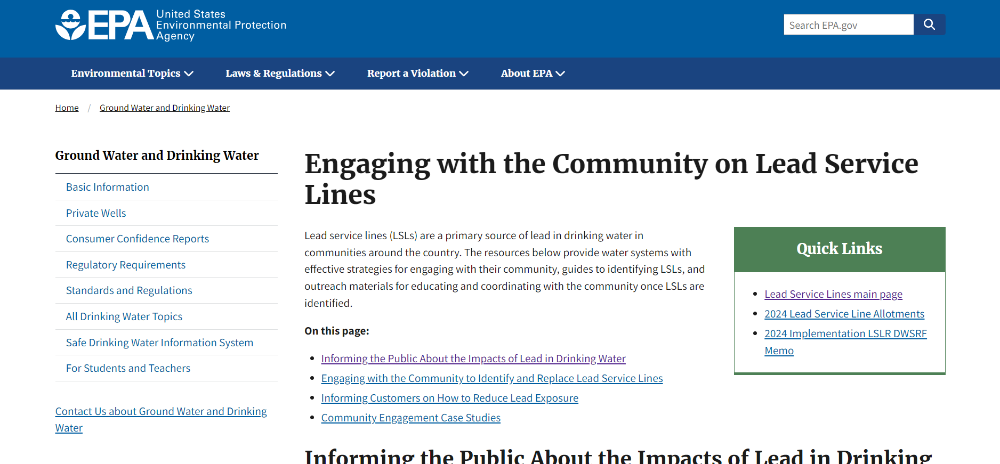 EPA
United States
Environmental Protection
Agency
Search EPA.gov
Environmental Topics
Laws & Regulations
Report a Violation
About EPA
Home / Ground Water and Drinking Water
Ground Water and Drinking Water
Basic Information
Private Wells
Consumer Confidence Reports
Regulatory Requirements
Standards and Regulations
All Drinking Water Topics
Safe Drinking Water Information System
For Students and Teachers
Contact Us about Ground Water and Drinking
Water
Engaging with the Community on Lead Service
Lines
Lead service lines (LSLs) are a primary source of lead in drinking water in
communities around the country. The resources below provide water systems with
effective strategies for engaging with their community, guides to identifying LSLs, and
outreach materials for educating and coordinating with the community once LSLs are
identified.
On this page:
• Informing the Public About the Impacts of Lead in Drinking Water
• Engaging with the Community to Identify and Replace Lead Service Lines
• Informing Customers on How to Reduce Lead Exposure
• Community Engagement Case Studies
Quick Links
• Lead Service Lines main page
• 2024 Lead Service Line Allotments
• 2024 Implementation LSLR DWSRF
Memo
Informing the Public About the Impacts of Lead in Drinking